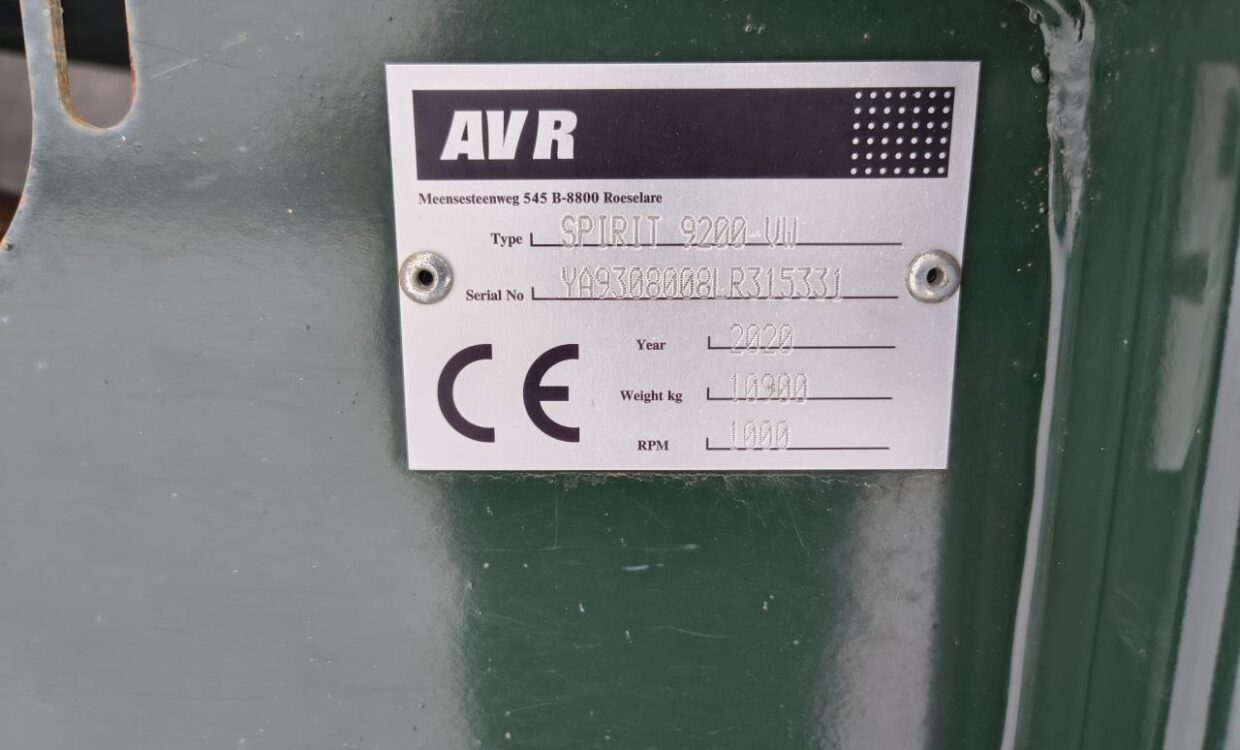 AVR
Meensesteenweg 545 B-8800 Roeselare
Type SPIRIT 9200 VW
Serial No YA9308008LR315331
Year 2020
Weight kg 10900
RPM 1000
CE